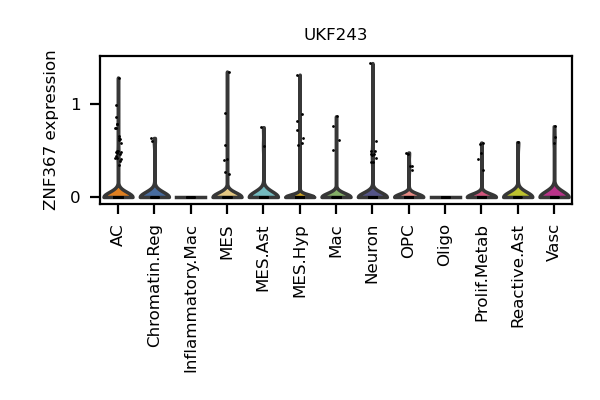 UKF243
ZNF367 expression
1
0
AC
Chromatin.Reg
Inflammatory.Mac
MES
MES.Ast
MES.Hyp
Mac
Neuron
OPC
Oligo
Prolif.Metab
Reactive.Ast
Vasc